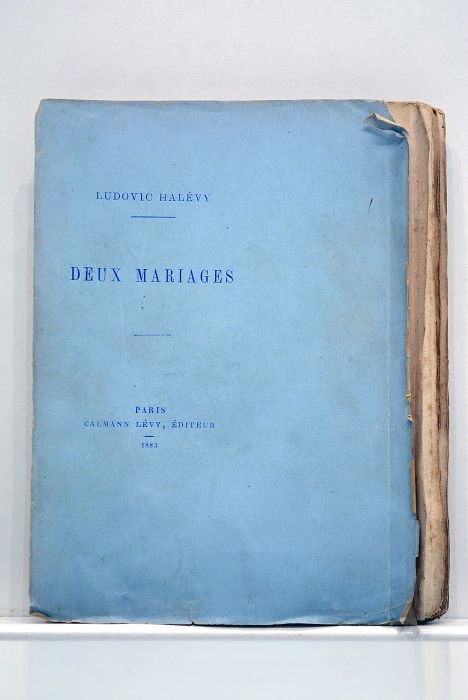 LUDOVIC HALÉVY
DEUX MARIAGES
PARIS
CALMANN LÉVY, ÉDITEUR
1883